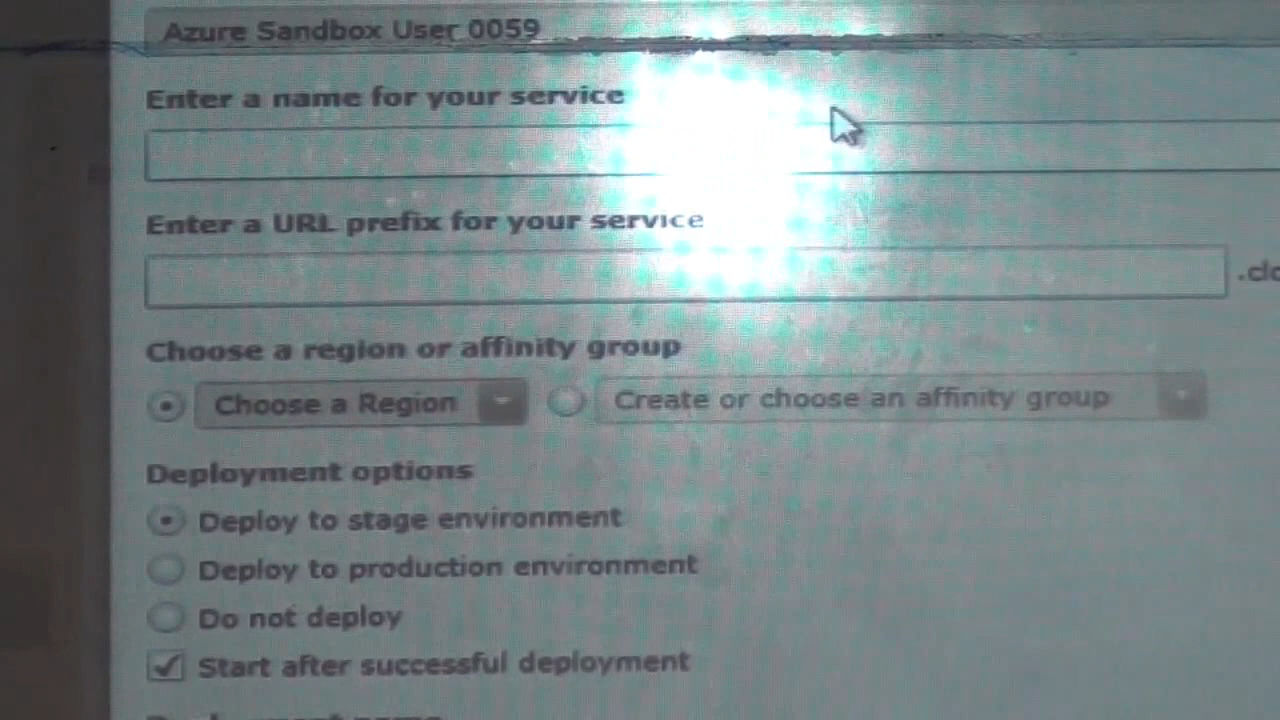 Azure Sandbox User 0059
Enter a name for your service
Enter a URL prefix for your service
.clo
Choose a region or affinity group
Choose a Region Create or choose an affinity group
Deployment options
Deploy to stage environment
Deploy to production environment
Do not deploy
Start after successful deployment